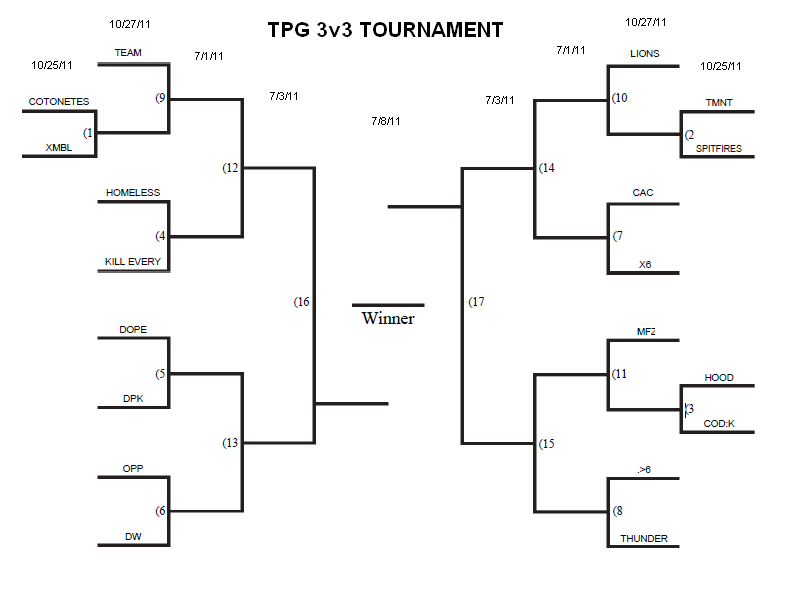 TPG 3v3 TOURNAMENT
10/27/11
10/27/11
TEAM
7/1/11
7/1/11
LIONS
10/25/11
10/25/11
7/3/11
7/3/11
COTONETES
(9
(10
TMNT
7/8/11
(1
(2
XMBL
SPITFIRES
(12
(14
HOMELESS
CAC
(4
(7
KILL EVERY
X6
(16
(17
Winner
DOPE
MFZ
(5
(11
HOOD
DPK
(3
COD:K
(13
(15
OPP
.>6
(6
(8
DW
THUNDER